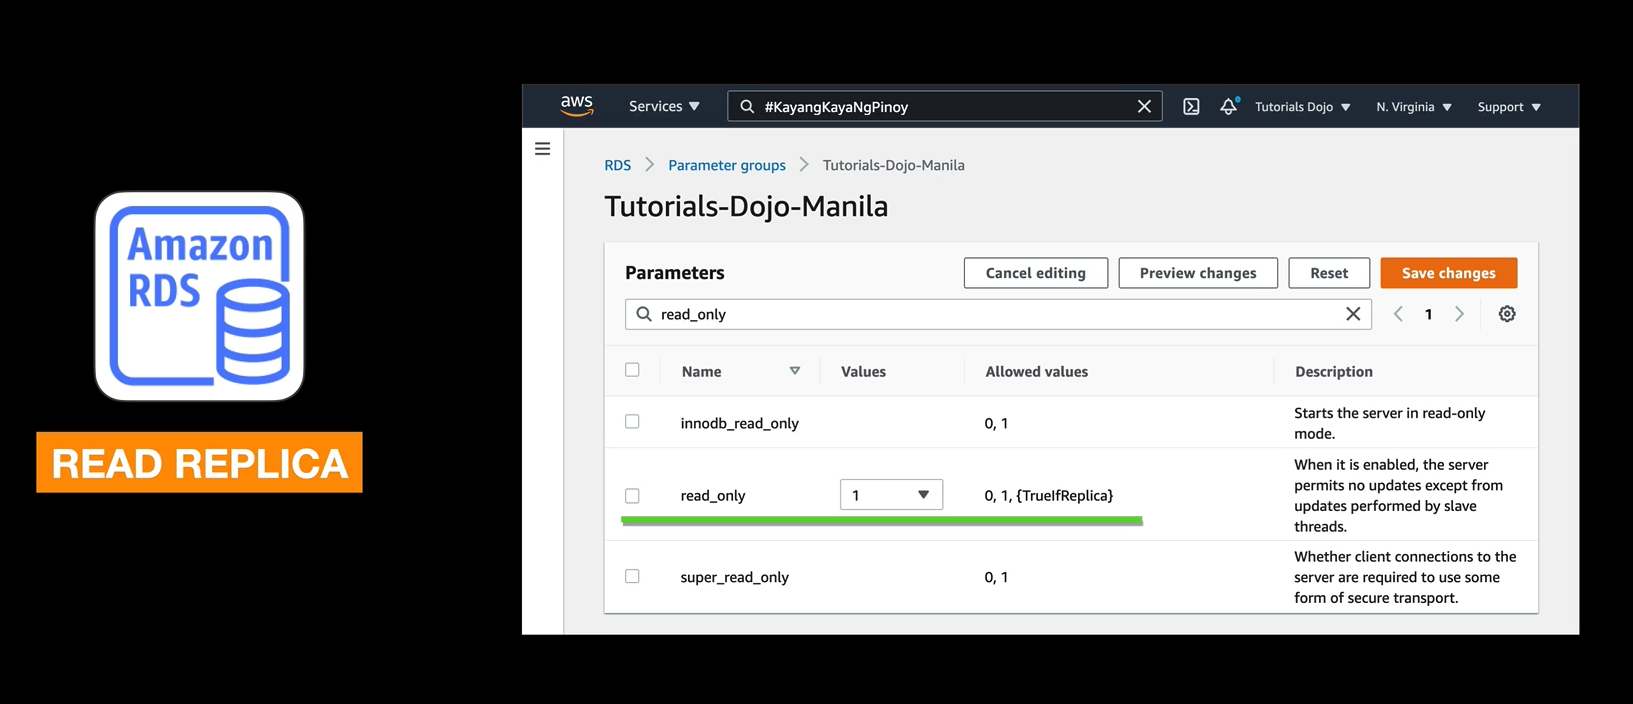 Amazon
RDS
READ REPLICA
aws
Services
#KayangKayaNgPinoy
Tutorials Dojo
N. Virginia
Support
RDS > Parameter groups > Tutorials-Dojo-Manila
Tutorials-Dojo-Manila
Parameters
Cancel editing
Preview changes
Reset
Save changes
read_only
1
Name
Values
Allowed values
Description
innodb_read_only
0, 1
Starts the server in read-only
mode.
read_only
1
0, 1, {TrueIfReplica}
When it is enabled, the server
permits no updates except from
updates performed by slave
threads.
super_read_only
0, 1
Whether client connections to the
server are required to use some
form of secure transport.